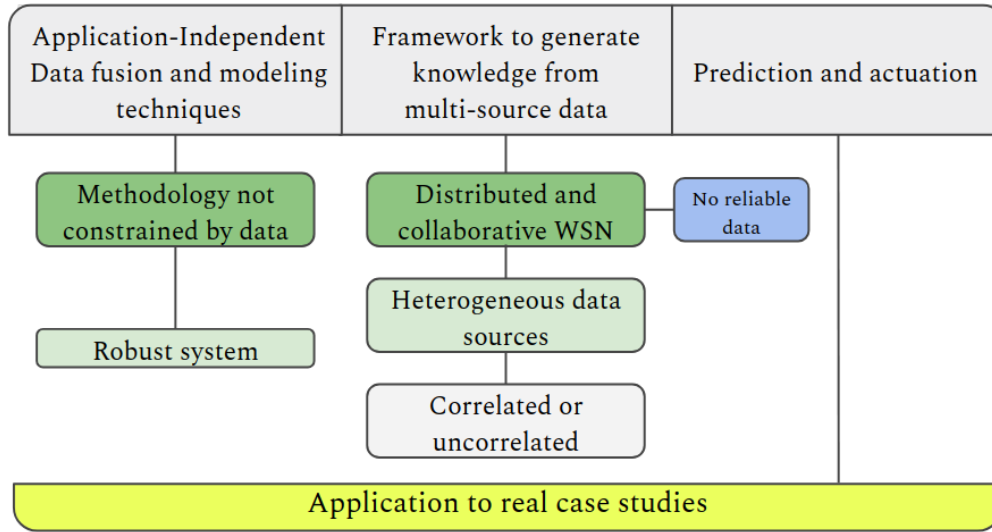 Application-Independent
Data fusion and modeling
techniques
Framework to generate
knowledge from
multi-source data
Prediction and actuation
Methodology not
constrained by data
Distributed and
collaborative WSN
No reliable
data
Heterogeneous data
sources
Robust system
Correlated or
uncorrelated
Application to real case studies